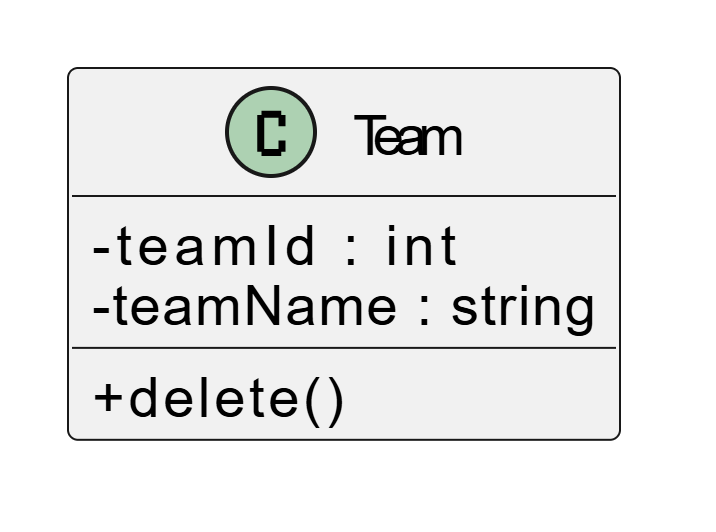 C Team
-teamId : int
-teamName : string
+delete()